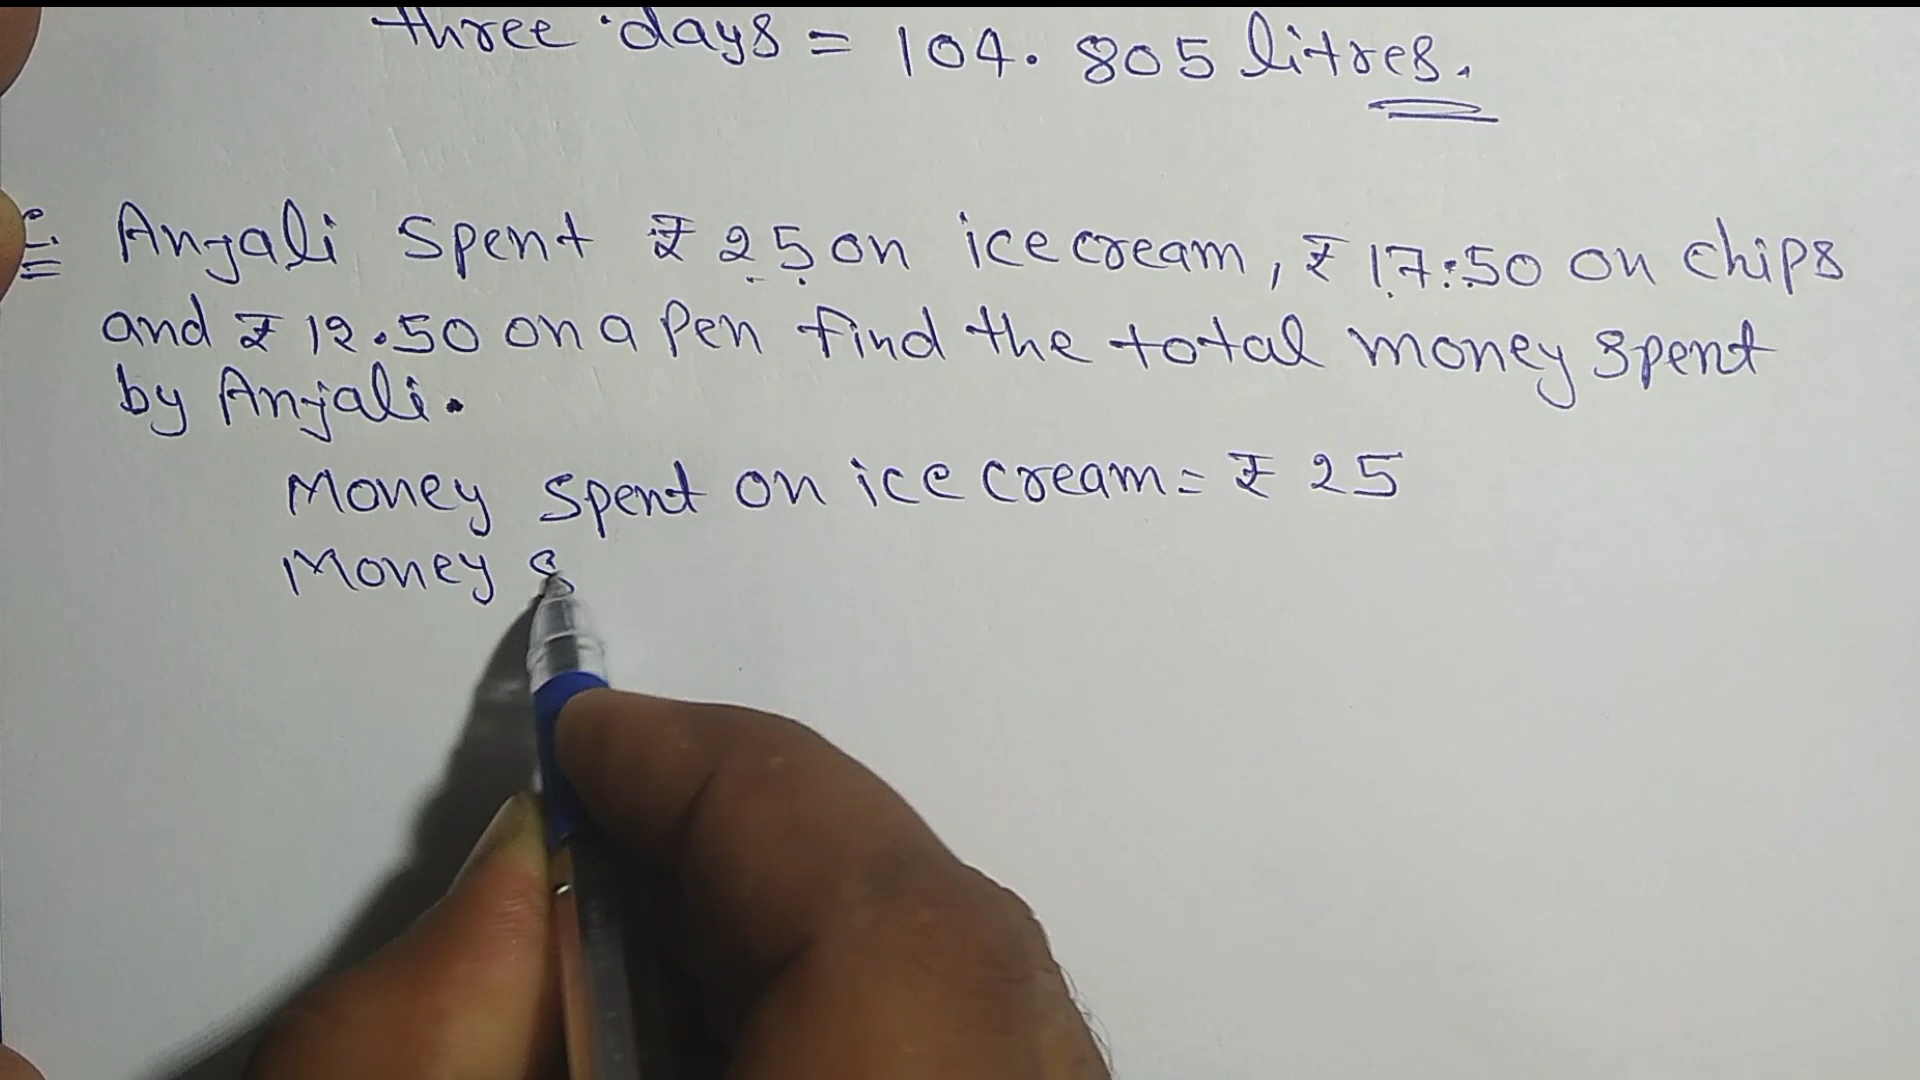 three days = 104.805 litres.
Anjali spent ₹ 25 on ice cream, ₹ 17.50 on chips
and ₹ 12.50 on a Pen find the total money spent
by Anjali.
Money spent on ice cream = ₹ 25
Money s